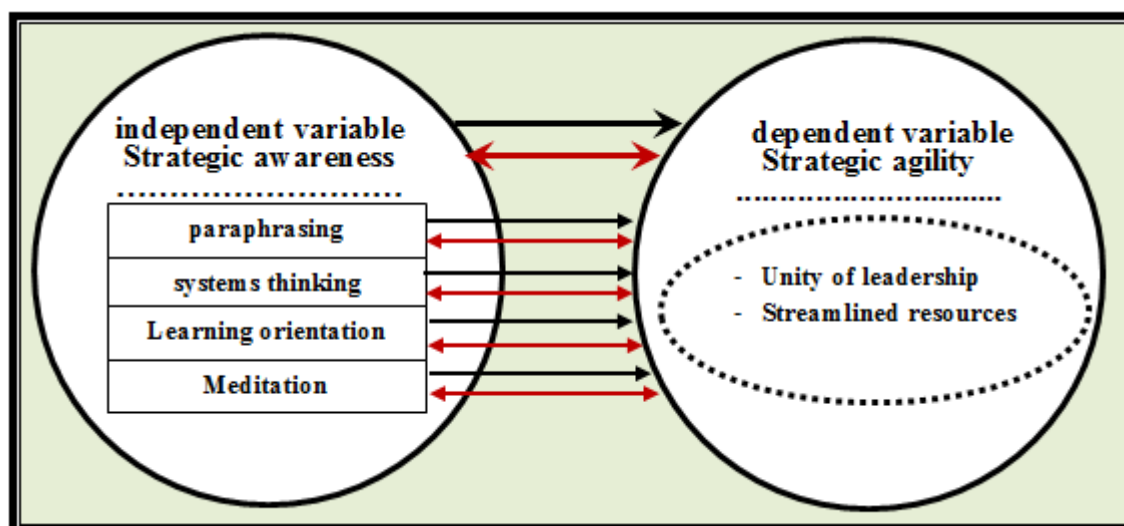 independent variable
Strategic awareness
paraphrasing
systems thinking
Learning orientation
Meditation
dependent variable
Strategic agility
- Unity of leadership
- Streamlined resources